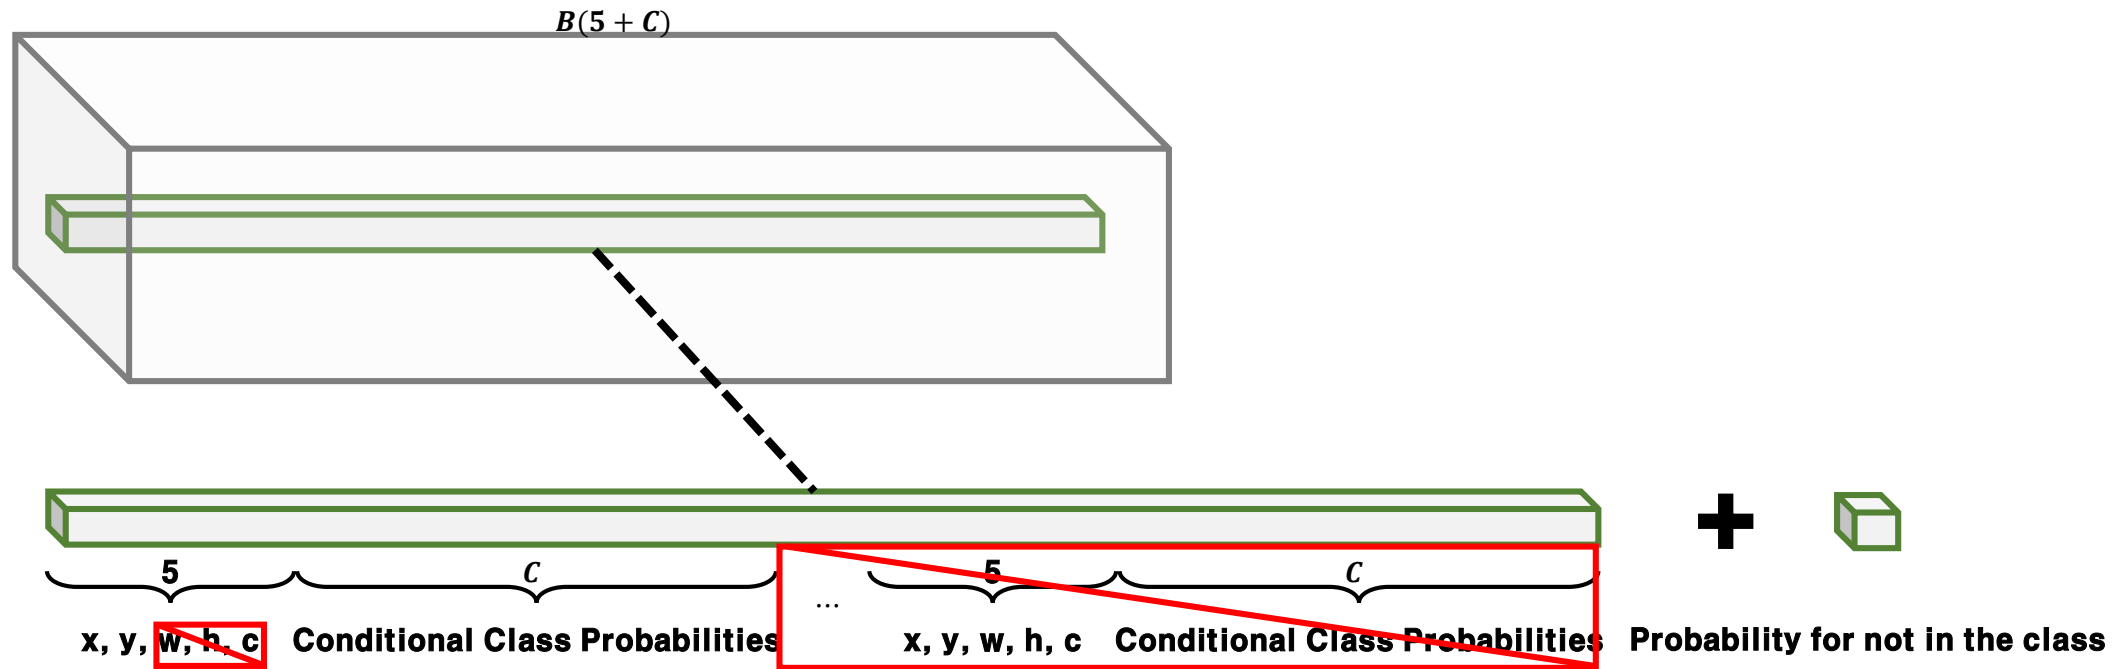 B(5 + C)
5 C 5 C
...
x, y, w, h, c Conditional Class Probabilities x, y, w, h, c Conditional Class Probabilities Probability for not in the class